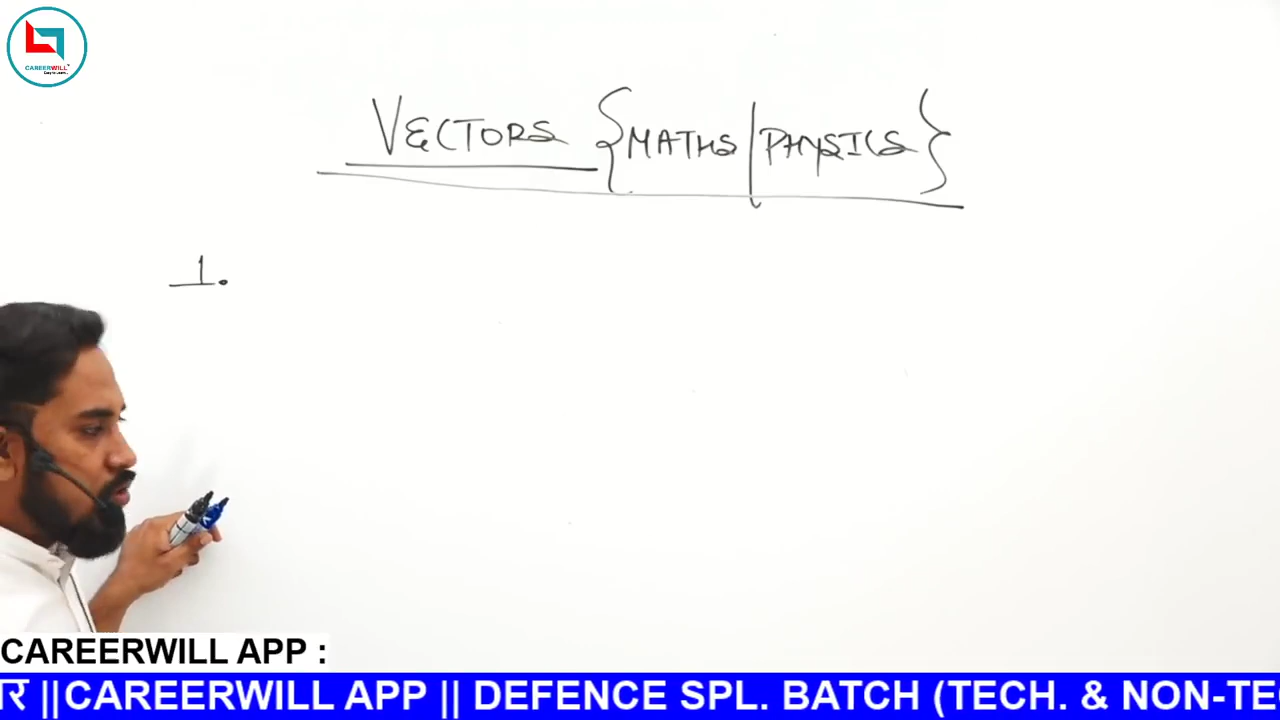 CAREERWILL
VECTORS {MATHS|PHYSICS}
1.
CAREERWILL APP :
र ||CAREERWILL APP || DEFENCE SPL. BATCH (TECH. & NON-TE